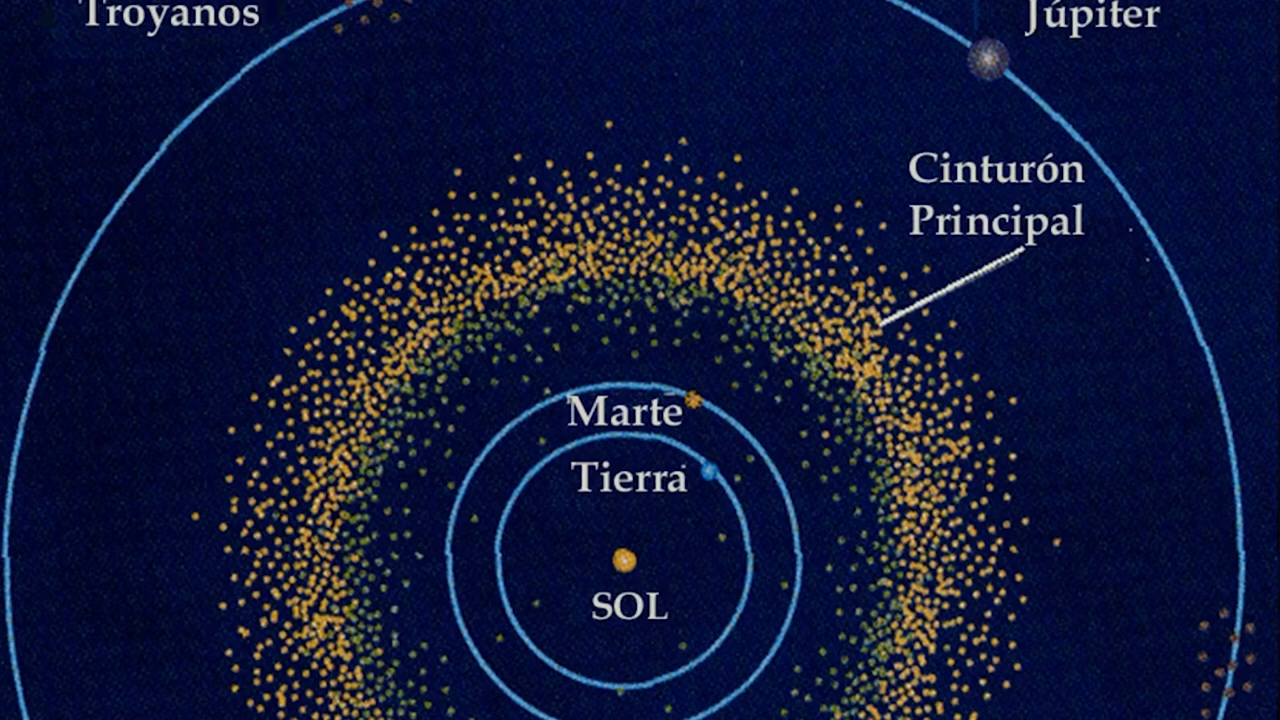 Troyanos
Júpiter
Cinturón
Principal
Marte
Tierra
SOL